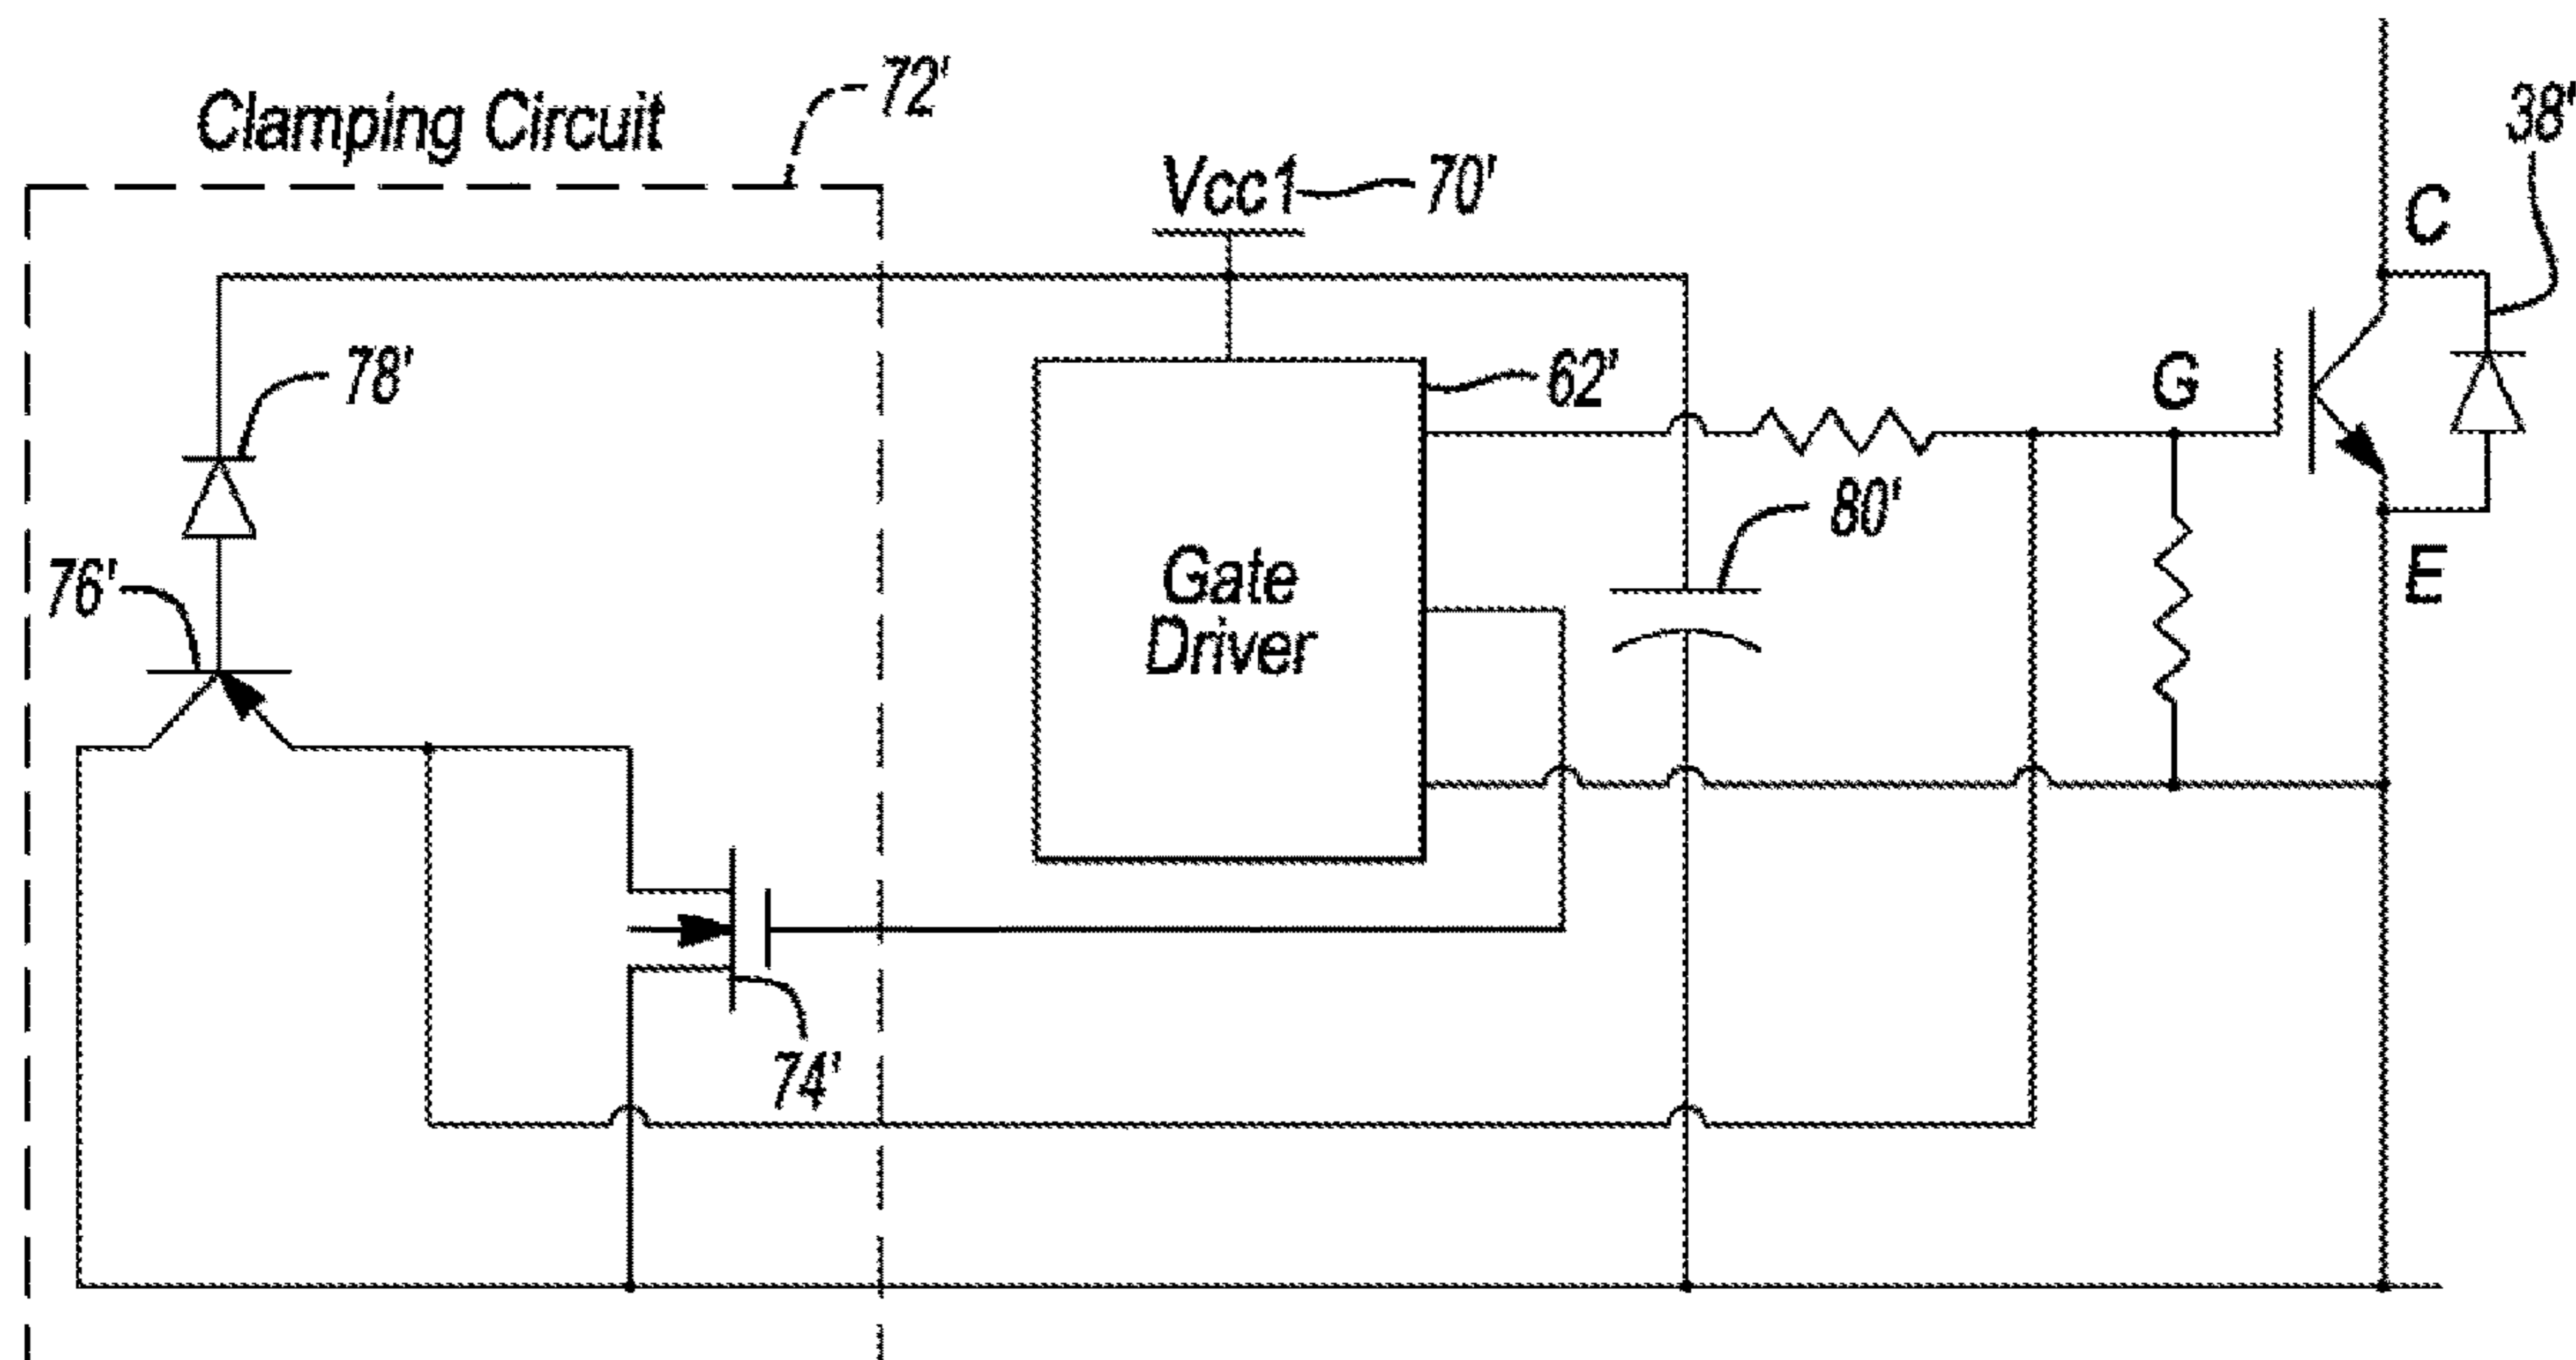 Clamping Circuit
72'
Vcc1
70'
38'
C
78'
62'
G
80'
76'
Gate
Driver
E
74'